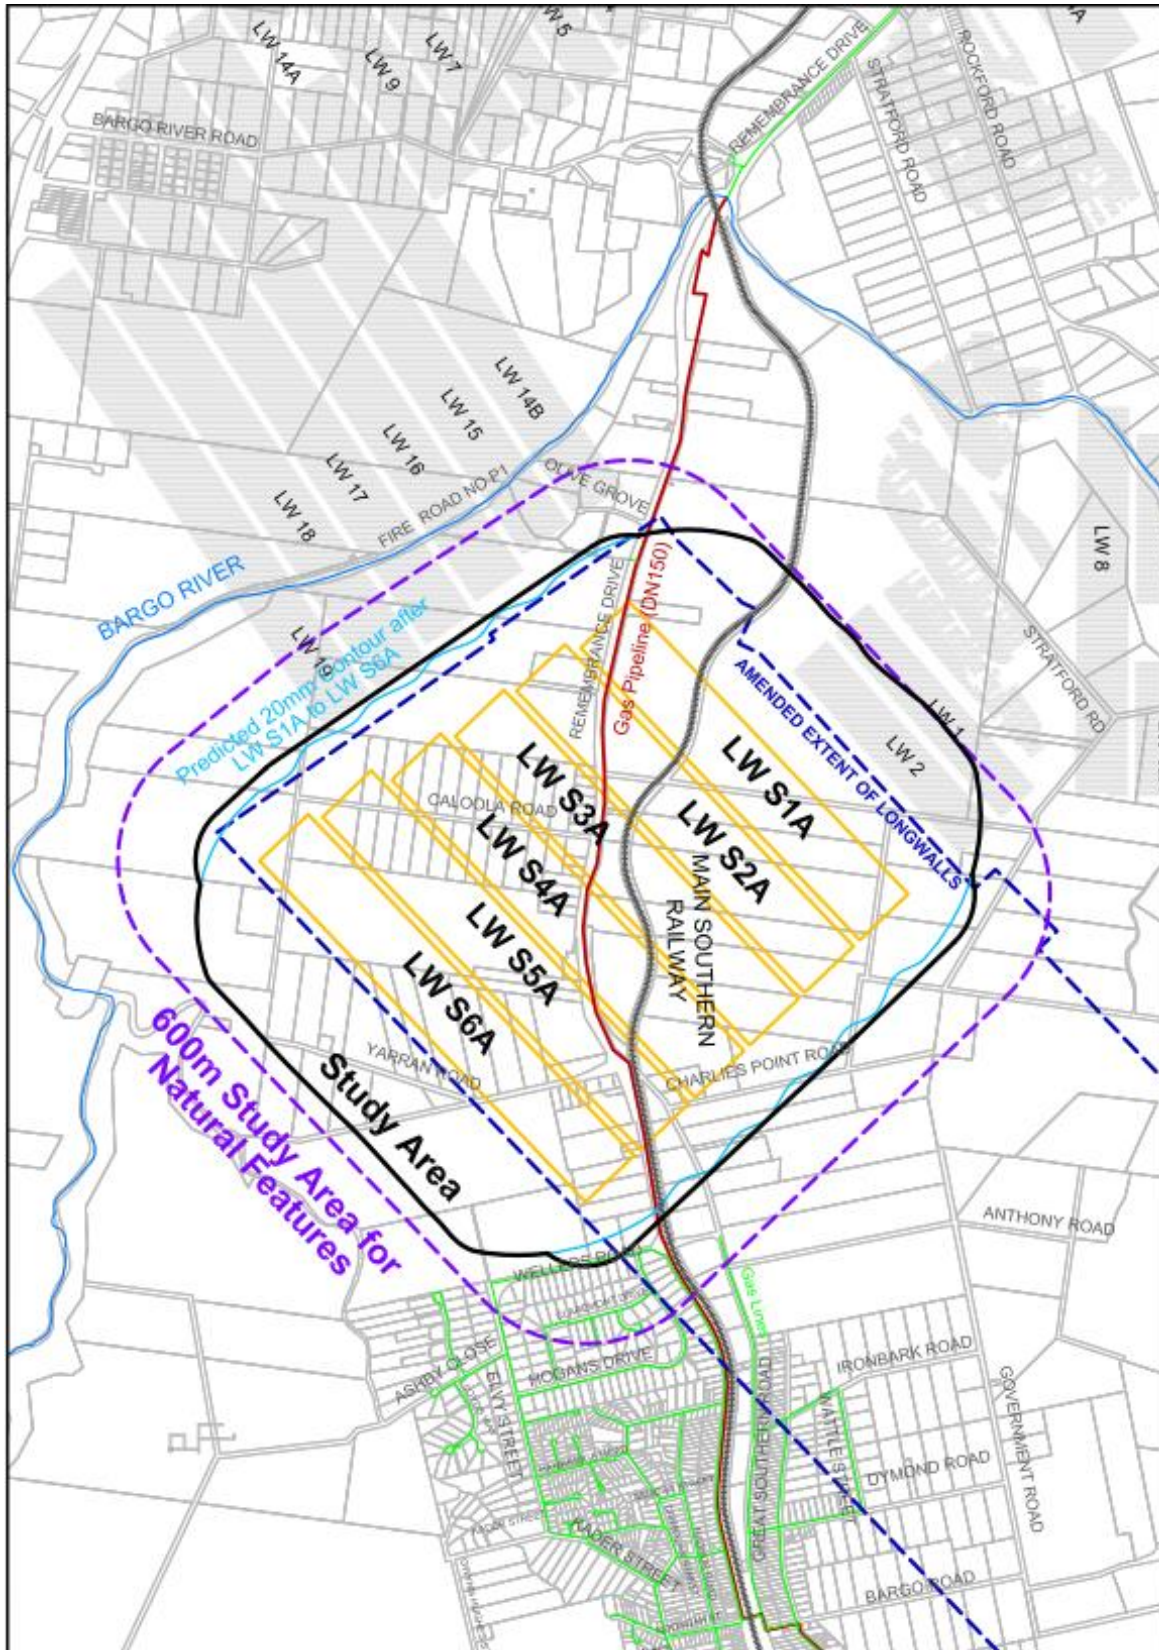 LW 14A
LW 9
LW 7
LW 5
REMEMBRANCE DRIVE
STRATFORD ROAD
ROCKFORD ROAD
BARGO RIVER ROAD
LW 14B
LW 15
LW 16
LW 17
LW 18
LW 19
OLIVE GROVE
FIRE ROAD NO-P1
BARGO RIVER
LW 8
STRATFORD RD
REMEMBRANCE DRIVE
Gas Pipeline (DN150)
Predicted 20mm Contour after
LW S1A to LW S6A
AMENDED EXTENT OF LONGWALLS
LW 1
LW 2
LW S1A
LW S2A
LW S3A
LW S4A
LW S5A
LW S6A
CALOOLA ROAD
MAIN SOUTHERN
RAILWAY
YARRAN ROAD
CHARLIES POINT ROAD
Study Area
600m Study Area for
Natural Features
ANTHONY ROAD
Gas Lines
HOGANS DRIVE
ASHBY CLOSE
IRONBARK ROAD
GREAT SOUTHERN ROAD
WATTLE STREET
GOVERNMENT ROAD
DYMOND ROAD
RADER STREET
BARGO ROAD